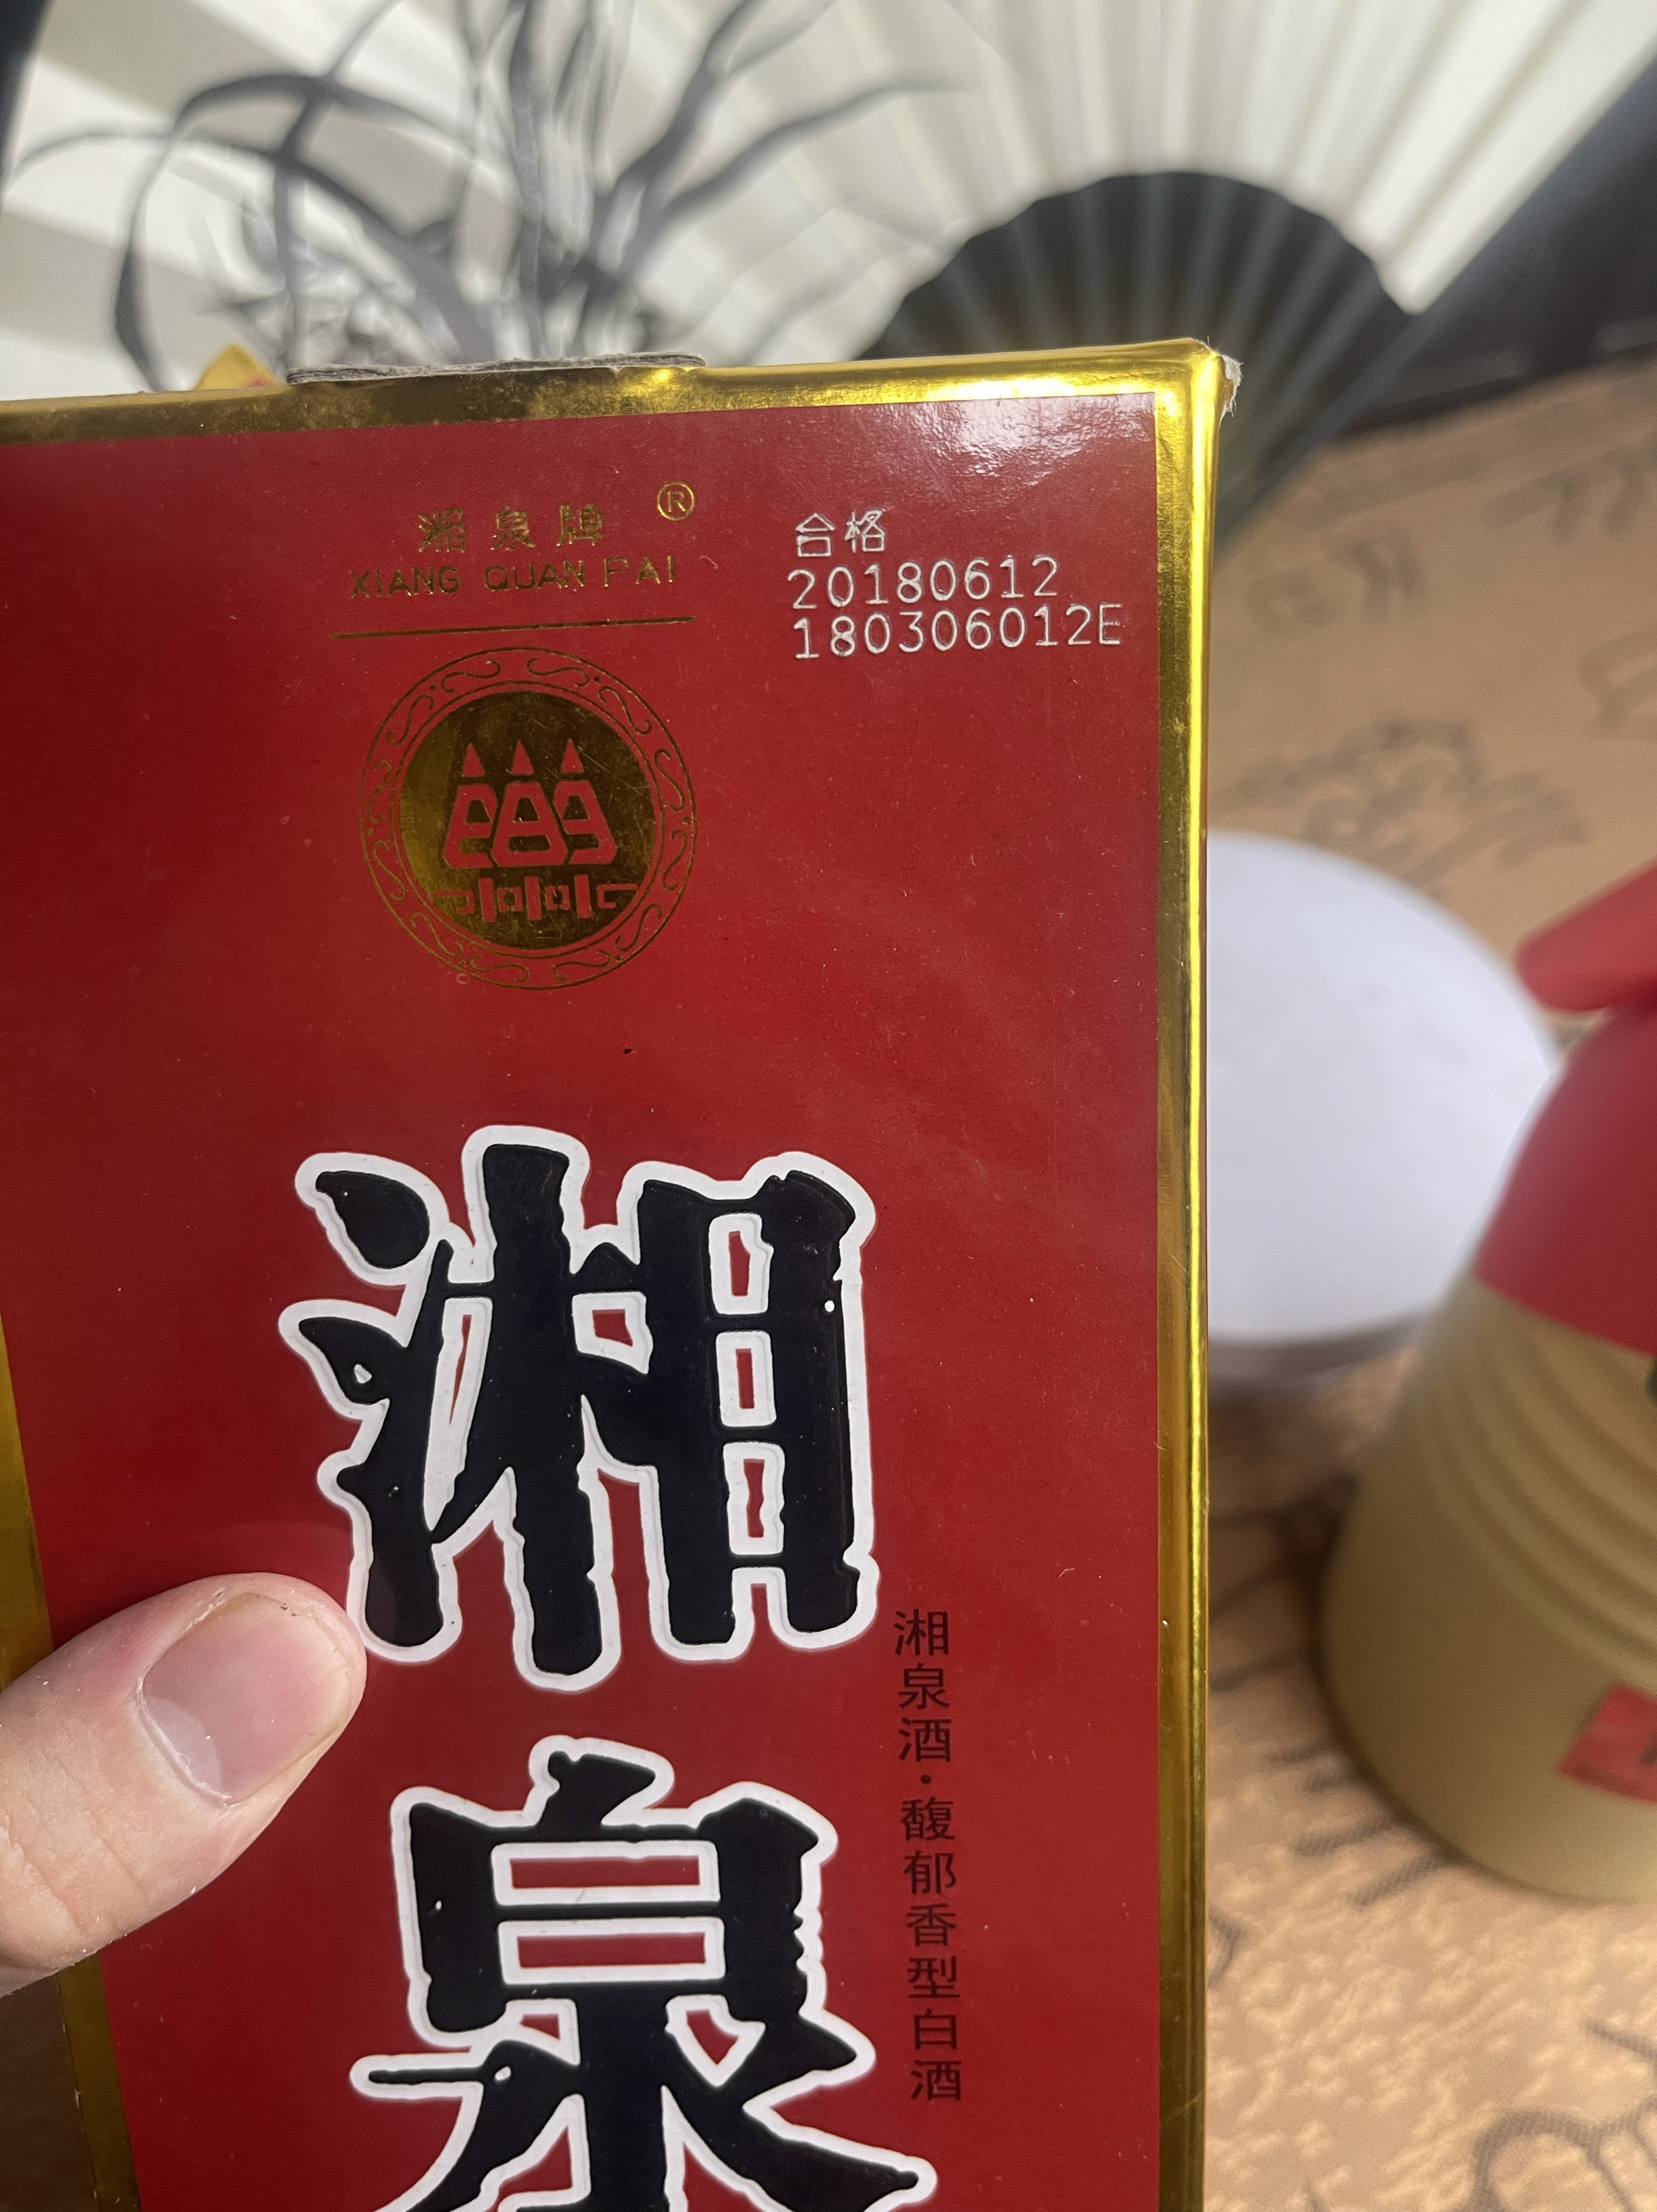 湘泉牌 ®
XIANG QUAN PAI
合格
20180612
180306012E
湘泉
湘泉酒·馥郁香型白酒